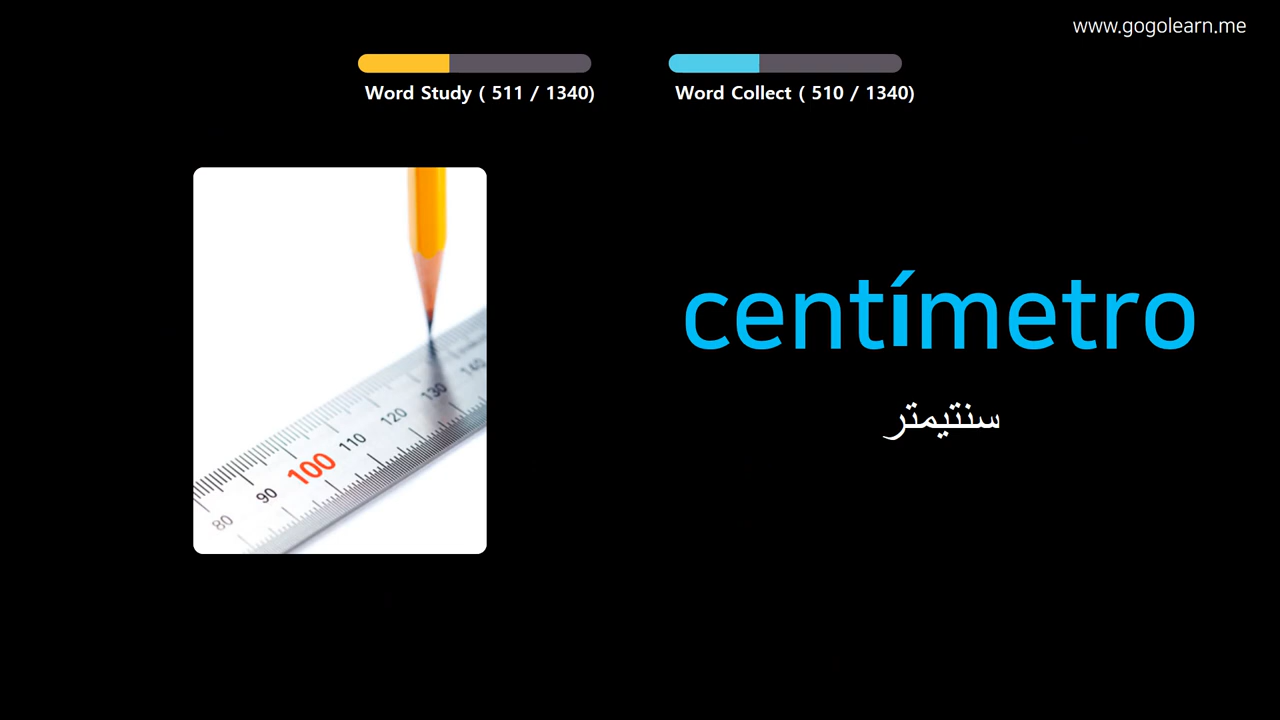 www.gogolearn.me
Word Study ( 511 / 1340)
Word Collect ( 510 / 1340)
centímetro
سنتيمتر
80
90
100
110
120
130
140